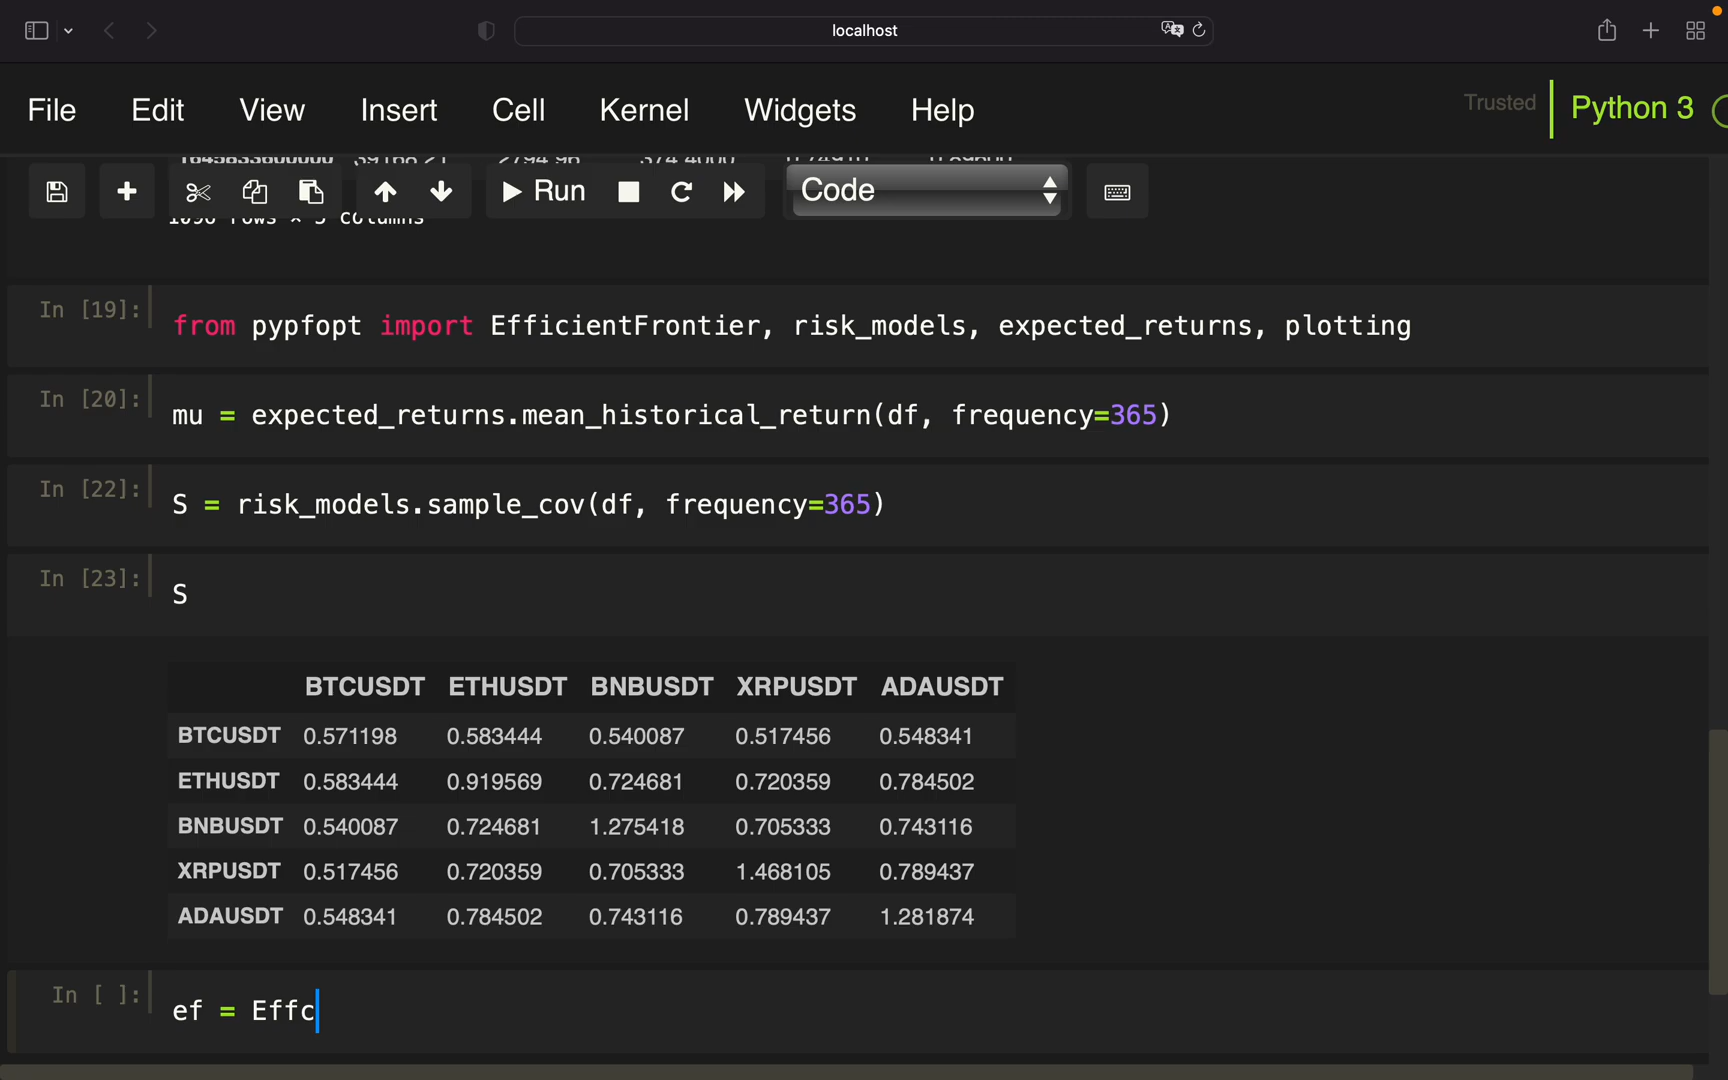 localhost
File Edit View Insert Cell Kernel Widgets Help Trusted Python 3
Run Code
1096 rows × 5 columns
In [19]: from pypfopt import EfficientFrontier, risk_models, expected_returns, plotting
In [20]: mu = expected_returns.mean_historical_return(df, frequency=365)
In [22]: S = risk_models.sample_cov(df, frequency=365)
In [23]: S
BTCUSDT ETHUSDT BNBUSDT XRPUSDT ADAUSDT
BTCUSDT 0.571198 0.583444 0.540087 0.517456 0.548341
ETHUSDT 0.583444 0.919569 0.724681 0.720359 0.784502
BNBUSDT 0.540087 0.724681 1.275418 0.705333 0.743116
XRPUSDT 0.517456 0.720359 0.705333 1.468105 0.789437
ADAUSDT 0.548341 0.784502 0.743116 0.789437 1.281874
In [ ]: ef = Effc